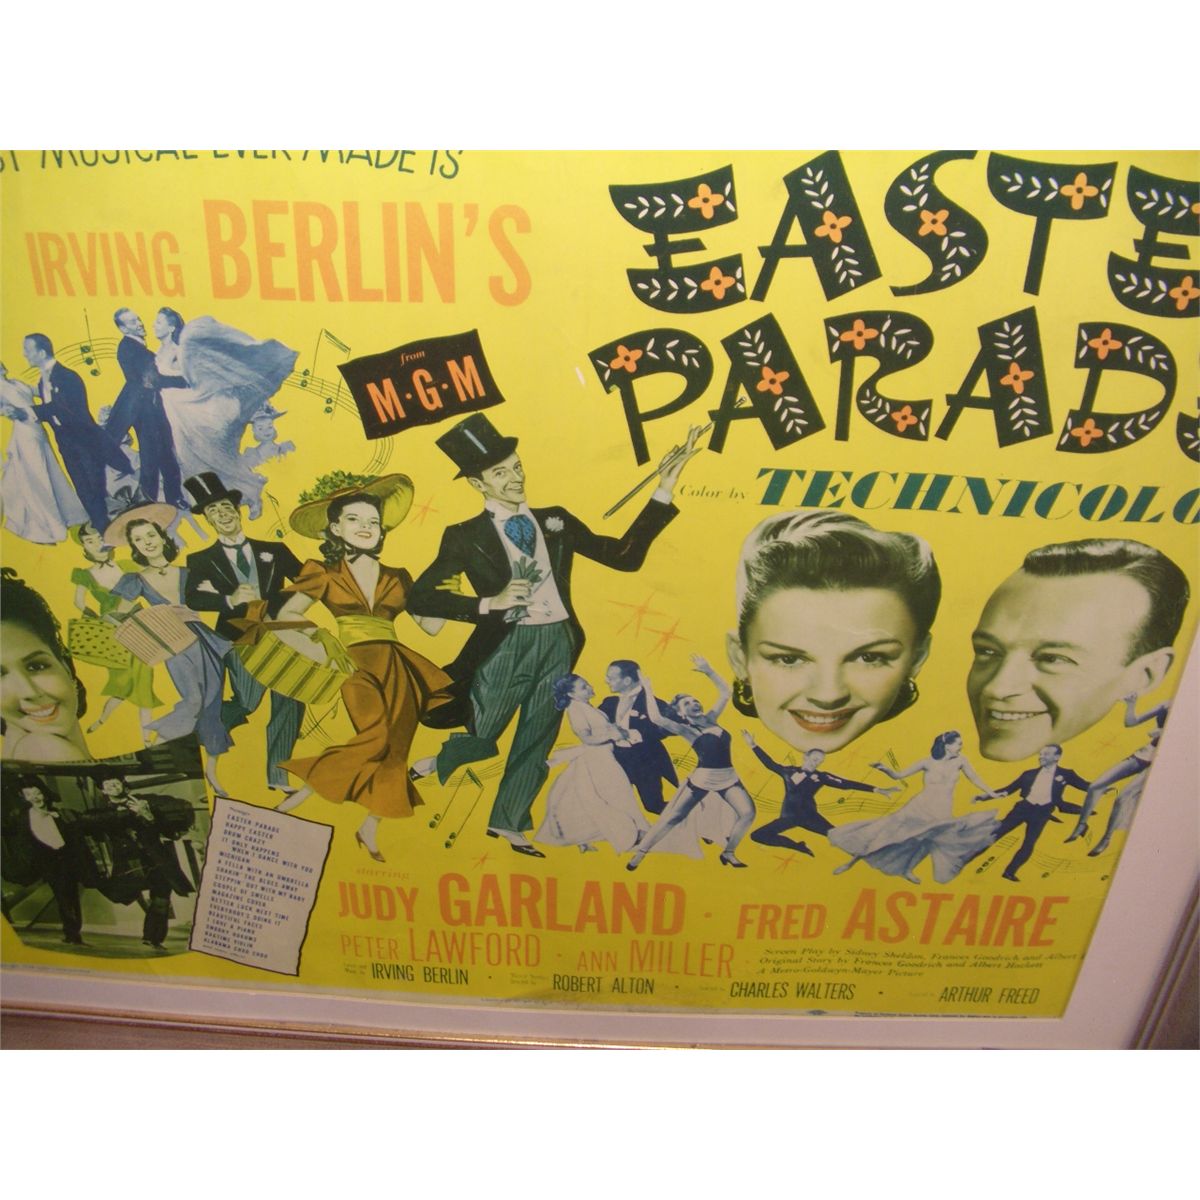 MUSICAL EVER MADE IS
IRVING BERLIN'S
EASTE
PARAD
from
M·G·M
Color by TECHNICOLO
"Songs"
EASTER PARADE
HAPPY EASTER
DRUM CRAZY
IT ONLY HAPPENS
WHEN I DANCE WITH YOU
MICHIGAN
A FELLA WITH AN UMBRELLA
SHAKIN' THE BLUES AWAY
STEPPIN' OUT WITH MY BABY
COUPLE OF SWELLS
MAGAZINE COVER
BETTER LUCK NEXT TIME
EVERYBODY'S DOING IT
BEAUTIFUL FACES
I LOVE A PIANO
SNOOKY OOKUMS
RAGTIME VIOLIN
ALABAMA CHOO CHOO
starring
JUDY GARLAND · FRED ASTAIRE
PETER LAWFORD · ANN MILLER
Screen Play by Sidney Sheldon, Frances Goodrich and Albert
Original Story by Frances Goodrich and Albert Hackett
A Metro-Goldwyn-Mayer Picture
IRVING BERLIN · ROBERT ALTON · CHARLES WALTERS · ARTHUR FREED